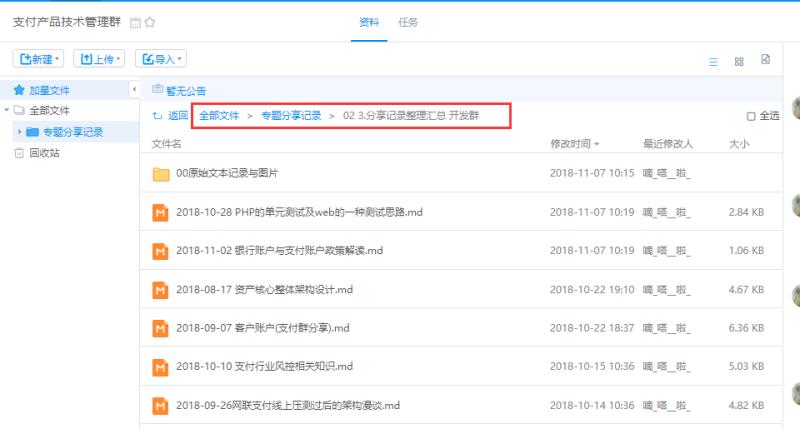 支付产品技术管理群
资料 任务
新建 上传 导入
加星文件
全部文件
专题分享记录
回收站
暂无公告
返回 全部文件 > 专题分享记录 > 02 3.分享记录整理汇总 开发群 全选
文件名 修改时间 最近修改人 大小
00原始文本记录与图片 2018-11-07 10:15 嘀_嗒__啦_
2018-10-28 PHP的单元测试及web的一种测试思路.md 2018-11-07 10:19 嘀_嗒__啦_ 2.84 KB
2018-11-02 银行账户与支付账户政策解读.md 2018-11-07 10:19 嘀_嗒__啦_ 1.06 KB
2018-08-17 资产核心整体架构设计.md 2018-10-22 19:10 嘀_嗒__啦_ 4.67 KB
2018-09-07 客户账户(支付群分享).md 2018-10-22 18:37 嘀_嗒__啦_ 6.36 KB
2018-10-10 支付行业风控相关知识.md 2018-10-15 10:36 嘀_嗒__啦_ 5.03 KB
2018-09-26网联支付线上压测过后的架构漫谈.md 2018-10-14 10:36 嘀_嗒__啦_ 4.82 KB